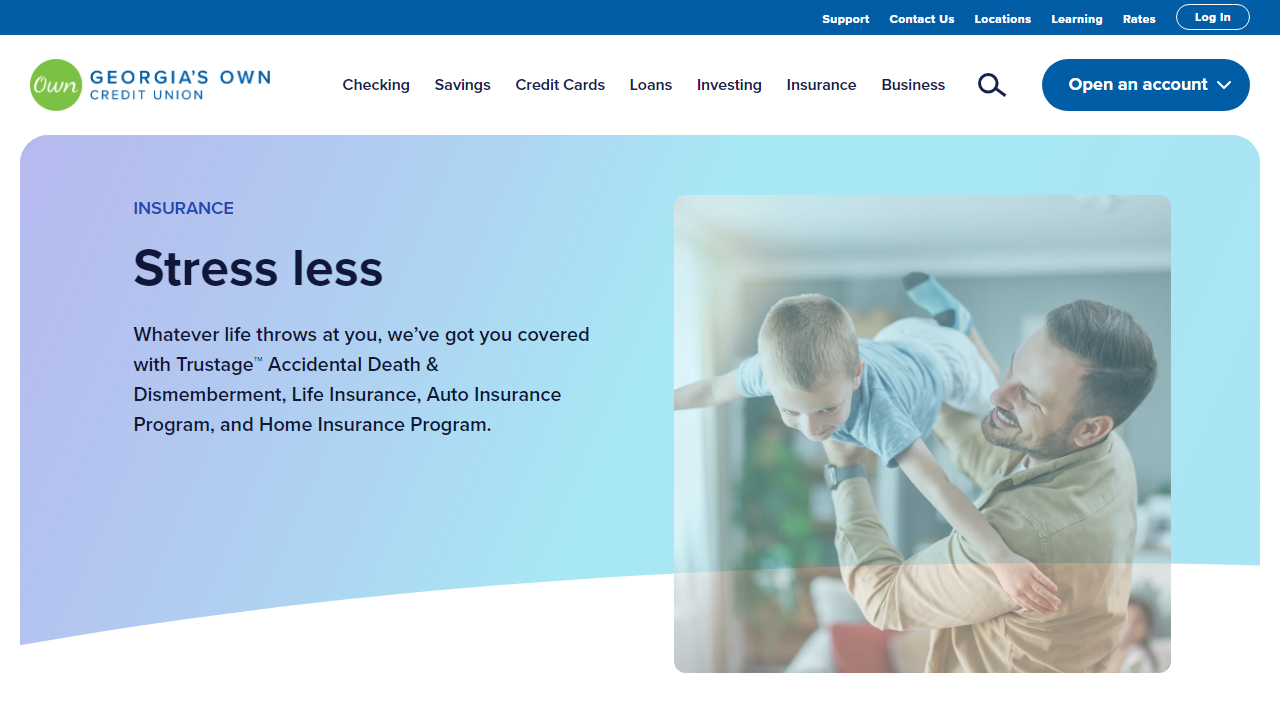 Support Contact Us Locations Learning Rates Log In
Own GEORGIA'S OWN
CREDIT UNION
Checking Savings Credit Cards Loans Investing Insurance Business Open an account
INSURANCE
Stress less
Whatever life throws at you, we’ve got you covered
with Trustage™ Accidental Death &
Dismemberment, Life Insurance, Auto Insurance
Program, and Home Insurance Program.